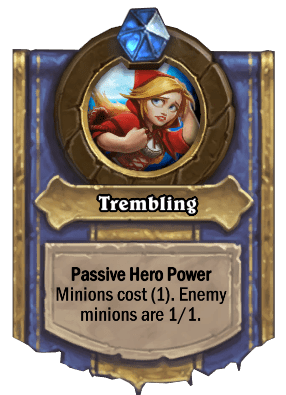 Trembling
Passive Hero Power
Minions cost (1). Enemy
minions are 1/1.